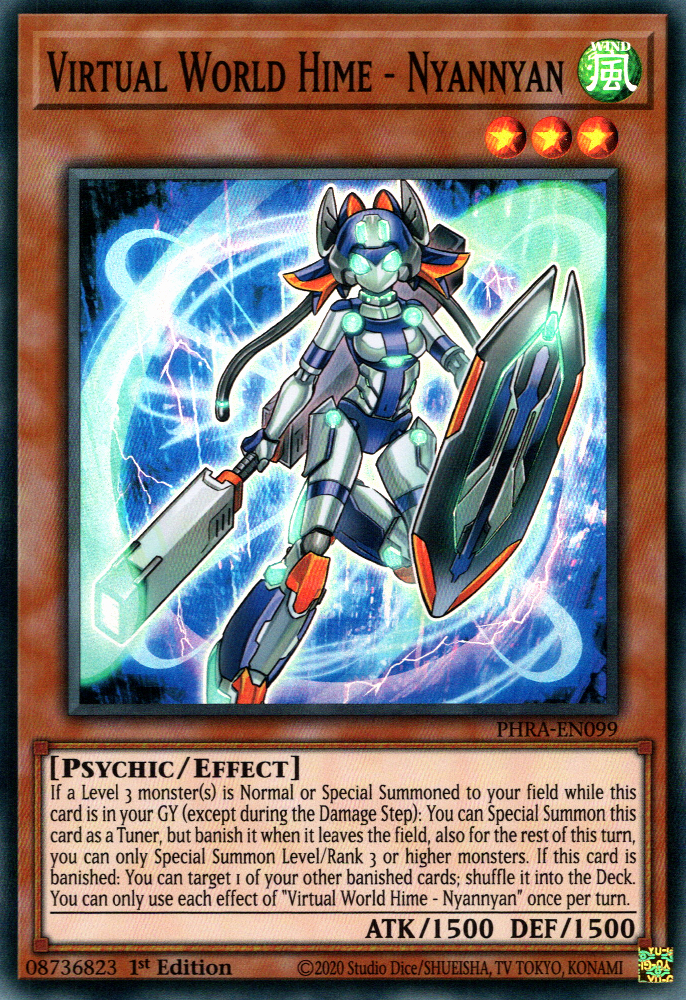 VIRTUAL WORLD HIME - NYANNYAN
WIND
風
PHRA-EN099
[PSYCHIC/EFFECT]
If a Level 3 monster(s) is Normal or Special Summoned to your field while this
card is in your GY (except during the Damage Step): You can Special Summon this
card as a Tuner, but banish it when it leaves the field, also for the rest of this turn,
you can only Special Summon Level/Rank 3 or higher monsters. If this card is
banished: You can target 1 of your other banished cards; shuffle it into the Deck.
You can only use each effect of "Virtual World Hime - Nyannyan" once per turn.
ATK/1500 DEF/1500
08736823 1st Edition ©2020 Studio Dice/SHUEISHA, TV TOKYO, KONAMI